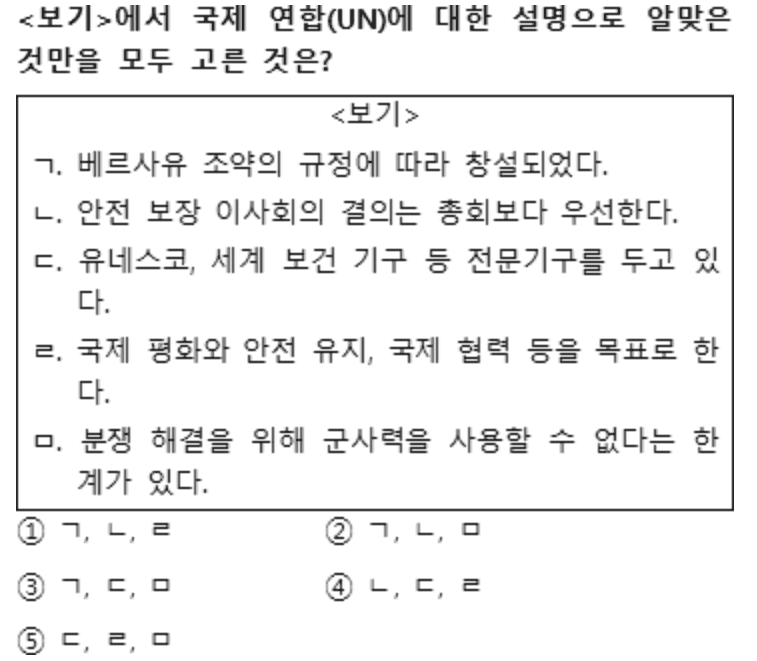 <보기>에서 국제 연합(UN)에 대한 설명으로 알맞은
것만을 모두 고른 것은?
<보기>
ㄱ. 베르사유 조약의 규정에 따라 창설되었다.
ㄴ. 안전 보장 이사회의 결의는 총회보다 우선한다.
ㄷ. 유네스코, 세계 보건 기구 등 전문기구를 두고 있
다.
ㄹ. 국제 평화와 안전 유지, 국제 협력 등을 목표로 한
다.
ㅁ. 분쟁 해결을 위해 군사력을 사용할 수 없다는 한
계가 있다.
① ㄱ, ㄴ, ㄹ ② ㄱ, ㄴ, ㅁ
③ ㄱ, ㄷ, ㅁ ④ ㄴ, ㄷ, ㄹ
⑤ ㄷ, ㄹ, ㅁ